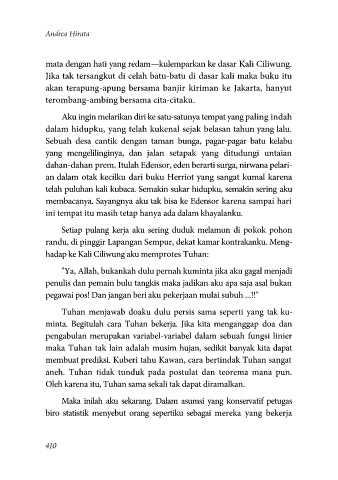 Andrea Hirata
mata dengan hati yang redam—kulemparkan ke dasar Kali Ciliwung.
Jika tak tersangkut di celah batu-batu di dasar kali maka buku itu
akan terapung-apung bersama banjir kiriman ke Jakarta, hanyut
terombang-ambing bersama cita-citaku.
Aku ingin melarikan diri ke satu-satunya tempat yang paling indah
dalam hidupku, yang telah kukenal sejak belasan tahun yang lalu.
Sebuah desa cantik dengan taman bunga, pagar-pagar batu kelabu
yang mengelilinginya, dan jalan setapak yang ditudungi untaian
dahan-dahan prem. Itulah Edensor, eden berarti surga, nirwana pelari-
an dalam otak kecilku dari buku Herriot yang sangat kumal karena
telah puluhan kali kubaca. Semakin sukar hidupku, semakin sering aku
membacanya. Sayangnya aku tak bisa ke Edensor karena sampai hari
ini tempat itu masih tetap hanya ada dalam khayalanku.
Setiap pulang kerja aku sering duduk melamun di pokok pohon
randu, di pinggir Lapangan Sempur, dekat kamar kontrakanku. Meng-
hadap ke Kali Ciliwung aku memprotes Tuhan:
"Ya, Allah, bukankah dulu pernah kuminta jika aku gagal menjadi
penulis dan pemain bulu tangkis maka jadikan aku apa saja asal bukan
pegawai pos! Dan jangan beri aku pekerjaan mulai subuh ...!!"
Tuhan menjawab doaku dulu persis sama seperti yang tak ku-
minta. Begitulah cara Tuhan bekerja. Jika kita menganggap doa dan
pengabulan merupakan variabel-variabel dalam sebuah fungsi linier
maka Tuhan tak lain adalah musim hujan, sedikit banyak kita dapat
membuat prediksi. Kuberi tahu Kawan, cara bertindak Tuhan sangat
aneh. Tuhan tidak tunduk pada postulat dan teorema mana pun.
Oleh karena itu, Tuhan sama sekali tak dapat diramalkan.
Maka inilah aku sekarang. Dalam asumsi yang konservatif petugas
biro statistik menyebut orang sepertiku sebagai mereka yang bekerja
410